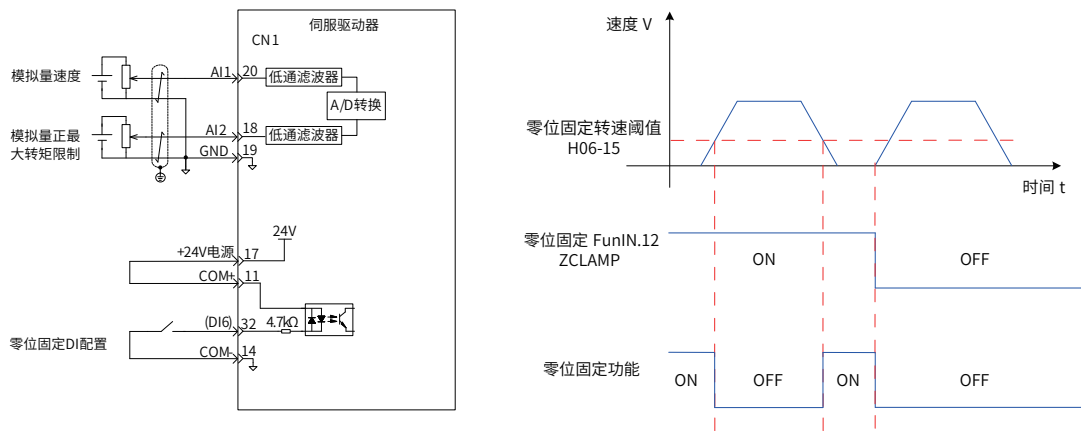 伺服驱动器
CN1
模拟量速度
AI1
20
低通滤波器
A/D转换
模拟量正最
大转矩限制
AI2
18
低通滤波器
GND
19
24V
+24V电源
17
COM+
11
零位固定DI配置
(DI6)
32
4.7kΩ
COM-
14
速度 V
零位固定转速阈值
H06-15
时间 t
零位固定 FunIN.12
ZCLAMP
ON
OFF
零位固定功能
ON
OFF
ON
OFF